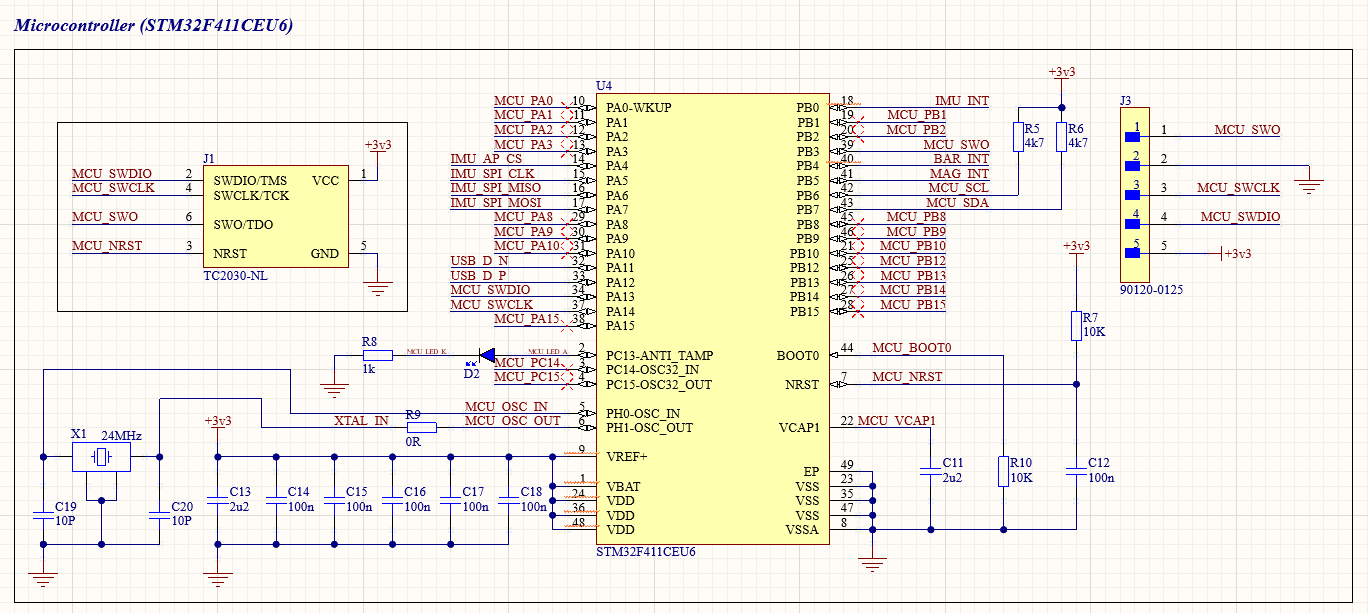 Microcontroller (STM32F411CEU6)
J1
+3v3
MCU_SWDIO 2 SWDIO/TMS VCC 1
MCU_SWCLK 4 SWCLK/TCK
MCU_SWO 6 SWO/TDO
MCU_NRST 3 NRST GND 5
TC2030-NL
U4
MCU_PA0 10 PA0-WKUP
MCU_PA1 11 PA1
MCU_PA2 12 PA2
MCU_PA3 13 PA3
IMU_AP_CS 14 PA4
IMU_SPI_CLK 15 PA5
IMU_SPI_MISO 16 PA6
IMU_SPI_MOSI 17 PA7
MCU_PA8 29 PA8
MCU_PA9 30 PA9
MCU_PA10 31 PA10
USB_D_N 32 PA11
USB_D_P 33 PA12
MCU_SWDIO 34 PA13
MCU_SWCLK 37 PA14
MCU_PA15 38 PA15
R8
1k
MCU_LED_K
D2
MCU_LED_A 2 PC13-ANTI_TAMP
MCU_PC14 3 PC14-OSC32_IN
MCU_PC15 4 PC15-OSC32_OUT
MCU_OSC_IN 5 PH0-OSC_IN
XTAL_IN R9 MCU_OSC_OUT 6 PH1-OSC_OUT
0R
9 VREF+
1 VBAT
24 VDD
36 VDD
48 VDD
STM32F411CEU6
PB0 18 IMU_INT
PB1 19 MCU_PB1
PB2 20 MCU_PB2
PB3 39 MCU_SWO
PB4 40 BAR_INT
PB5 41 MAG_INT
PB6 42 MCU_SCL
PB7 43 MCU_SDA
PB8 45 MCU_PB8
PB9 46 MCU_PB9
PB10 21 MCU_PB10
PB12 25 MCU_PB12
PB13 26 MCU_PB13
PB14 27 MCU_PB14
PB15 28 MCU_PB15
BOOT0 44 MCU_BOOT0
NRST 7 MCU_NRST
VCAP1 22 MCU_VCAP1
EP 49
VSS 23
VSS 35
VSS 47
VSSA 8
+3v3
R5
4k7
R6
4k7
J3
1 1 MCU_SWO
2 2
3 3 MCU_SWCLK
4 4 MCU_SWDIO
5 5 +3v3
90120-0125
+3v3
R7
10K
C11
2u2
R10
10K
C12
100n
X1 24MHz
C19
10P
C20
10P
+3v3
C13
2u2
C14
100n
C15
100n
C16
100n
C17
100n
C18
100n